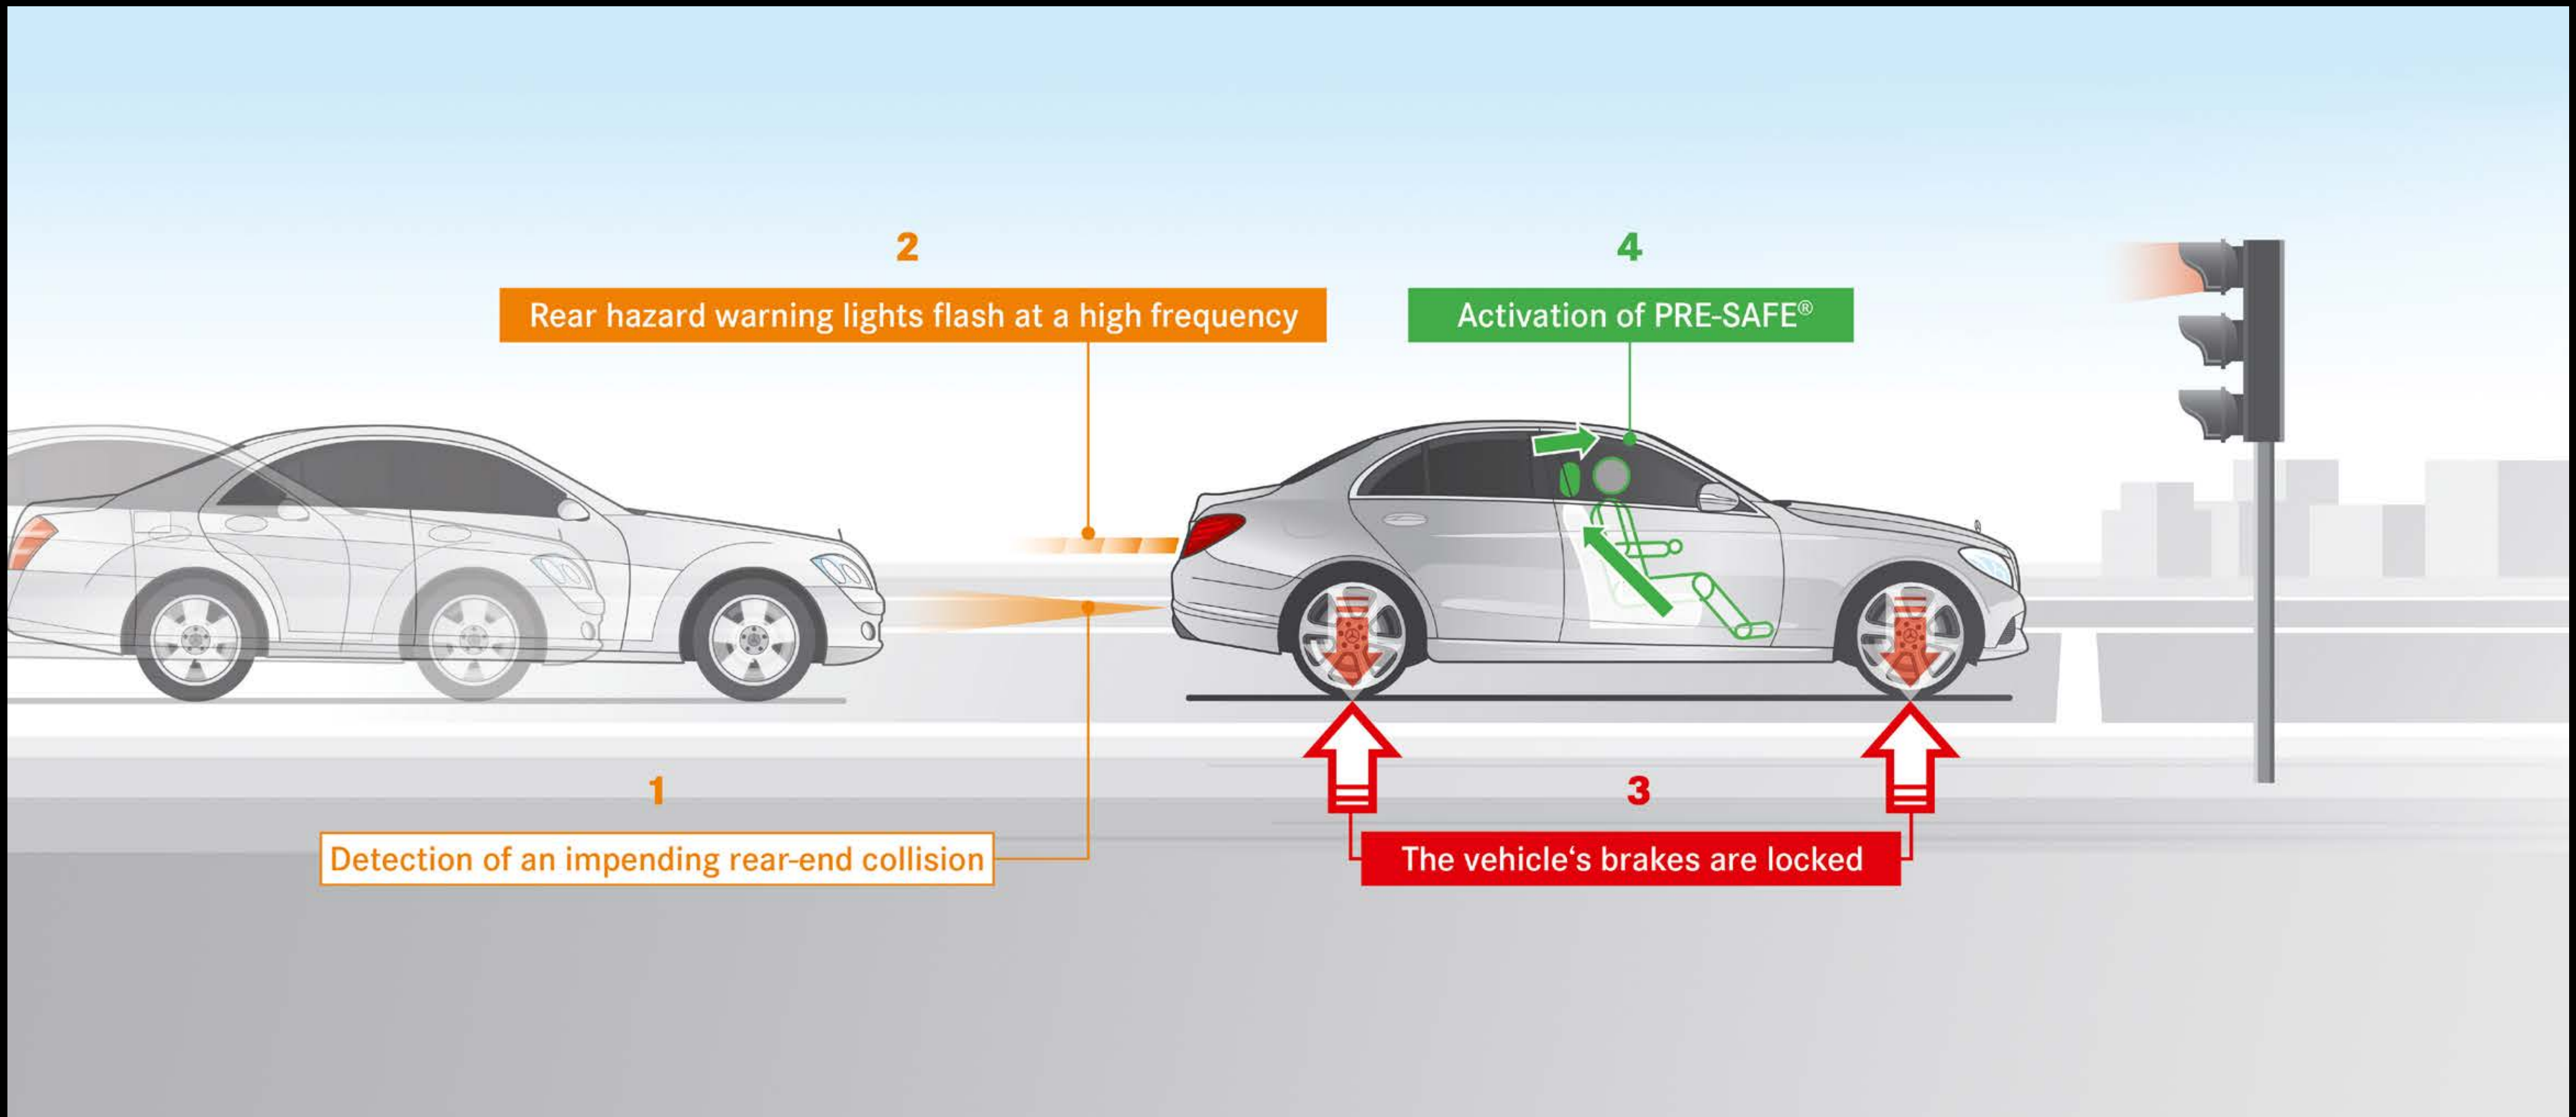 2
Rear hazard warning lights flash at a high frequency
4
Activation of PRE-SAFE®
1
Detection of an impending rear-end collision
3
The vehicle‘s brakes are locked